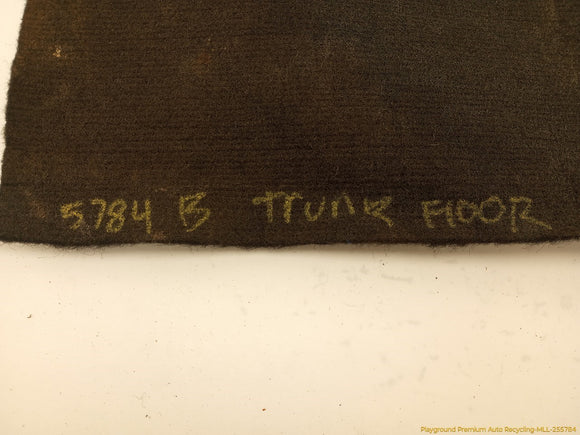 5784 B Trunk Floor
Playground Premium Auto Recycling-MLL-255784